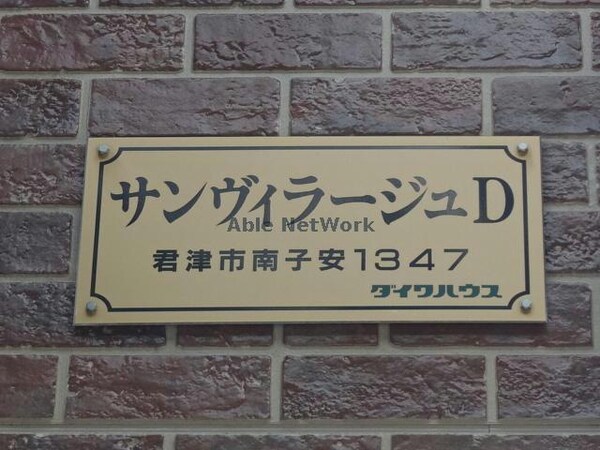 サンヴィラージュD
Able NetWork
君津市南子安1347
ダイワハウス